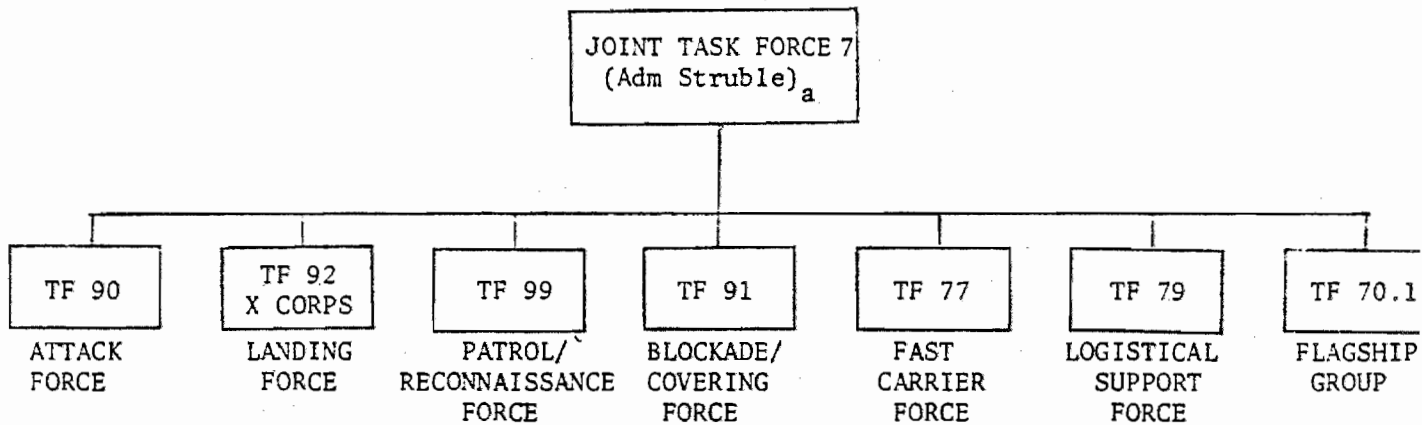 JOINT TASK FORCE 7
(Adm Struble)a
TF 90
ATTACK
FORCE
TF 92
X CORPS
LANDING
FORCE
TF 99
PATROL/
RECONNAISSANCE
FORCE
TF 91
BLOCKADE/
COVERING
FORCE
TF 77
FAST
CARRIER
FORCE
TF 79
LOGISTICAL
SUPPORT
FORCE
TF 70.1
FLAGSHIP
GROUP